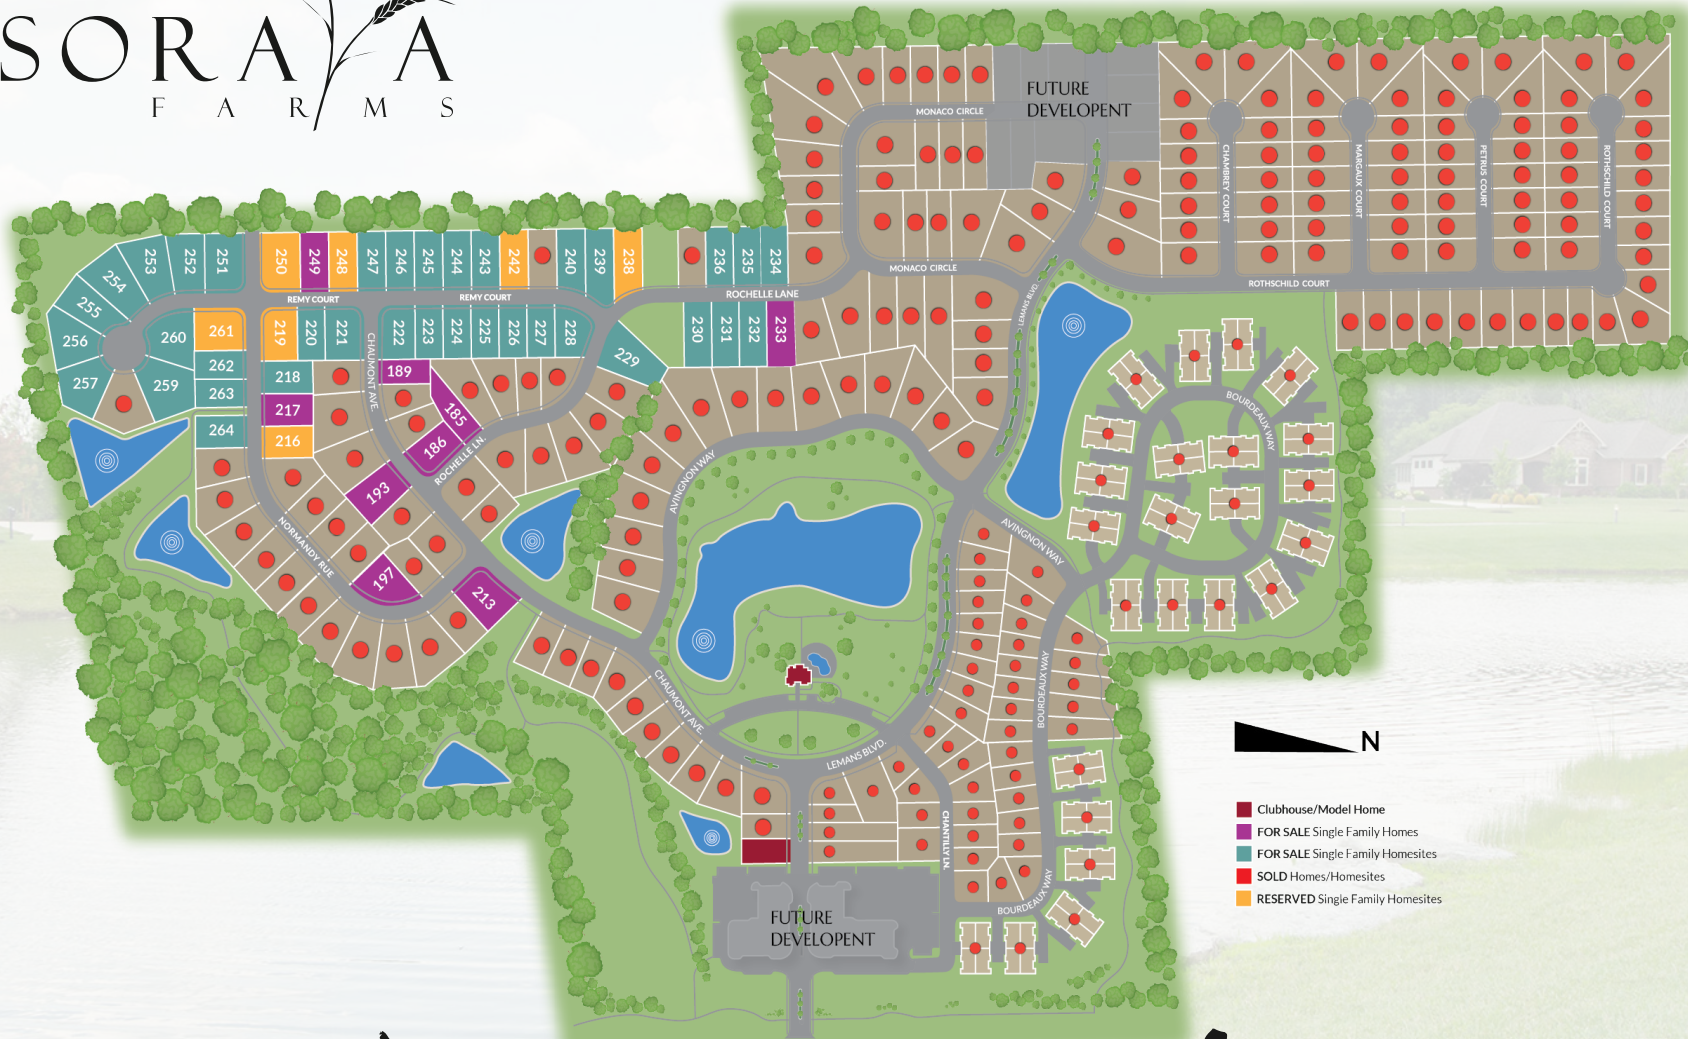 SORAYA
FARMS
FUTURE
DEVELOPENT
MONACO CIRCLE
MONACO CIRCLE
CHAMBREY COURT
MARGAUX COURT
PETRUS COURT
ROTHSCHILD COURT
ROTHSCHILD COURT
253
252
251
250
249
248
247
246
245
244
243
242
240
239
238
236
235
234
254
255
256
257
260
259
261
262
263
264
REMY COURT
REMY COURT
ROCHELLE LANE
LEMANS BLVD.
219
220
221
222
223
224
225
226
227
228
229
230
231
232
233
CHAUMONT AVE.
218
217
216
189
185
186
ROCHELLE LN.
193
197
213
NORMANDY RUE
AVINGNON WAY
AVINGNON WAY
BOURDEAUX WAY
BOURDEAUX WAY
CHAUMONT AVE.
LEMANS BLVD.
CHANTILLY LN.
BOURDEAUX WAY
FUTURE
DEVELOPENT
N
Clubhouse/Model Home
FOR SALE Single Family Homes
FOR SALE Single Family Homesites
SOLD Homes/Homesites
RESERVED Single Family Homesites